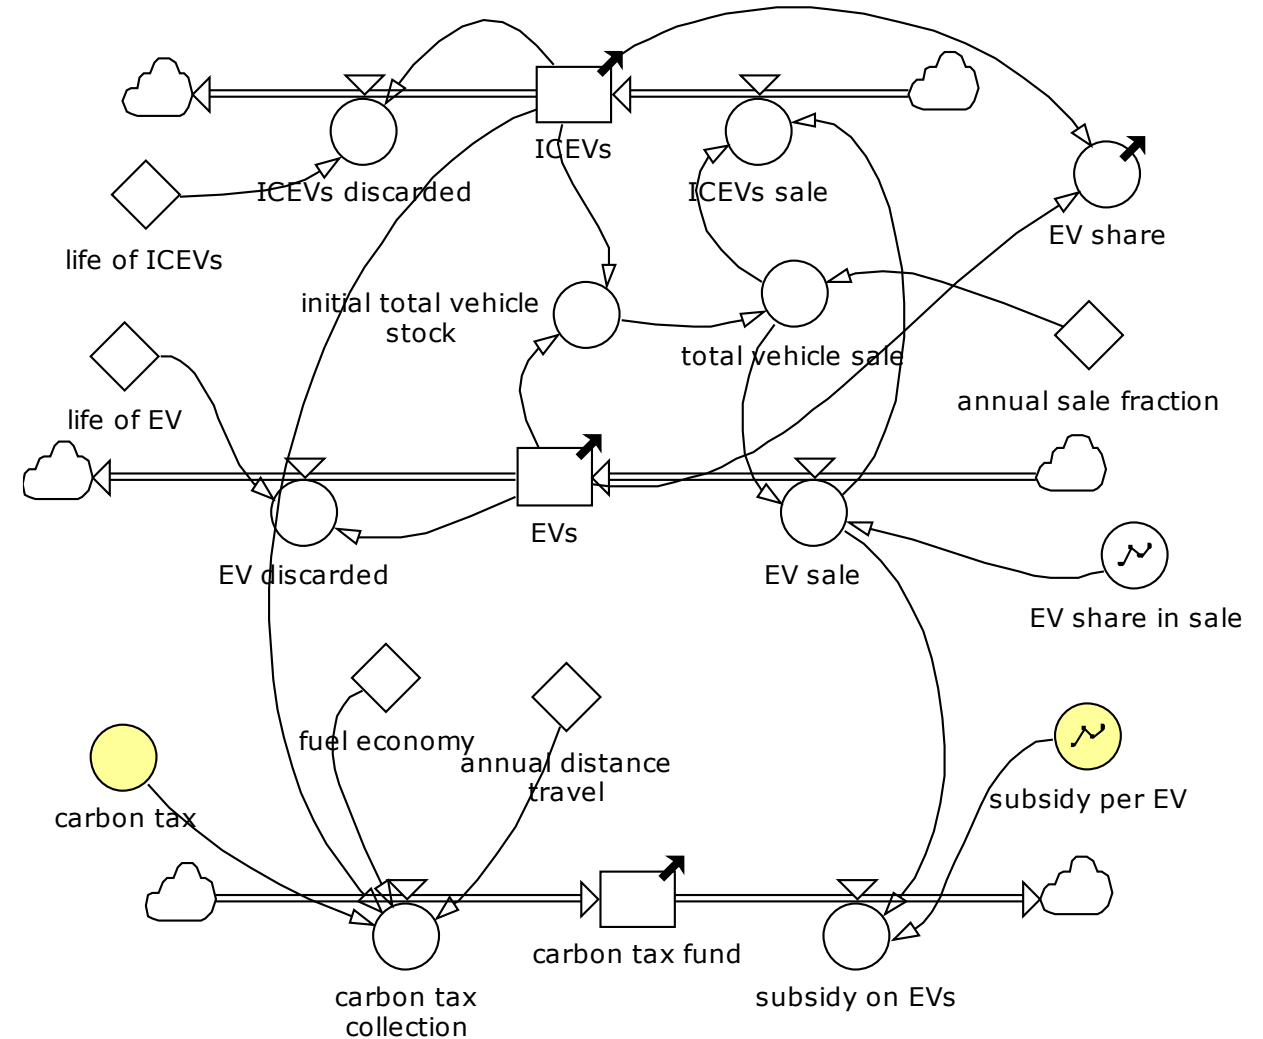 ICEVs
ICEVs discarded
ICEVs sale
EV share
life of ICEVs
initial total vehicle
stock
total vehicle sale
annual sale fraction
life of EV
EVs
EV discarded
EV sale
EV share in sale
fuel economy
annual distance
travel
subsidy per EV
carbon tax
carbon tax fund
carbon tax
collection
subsidy on EVs